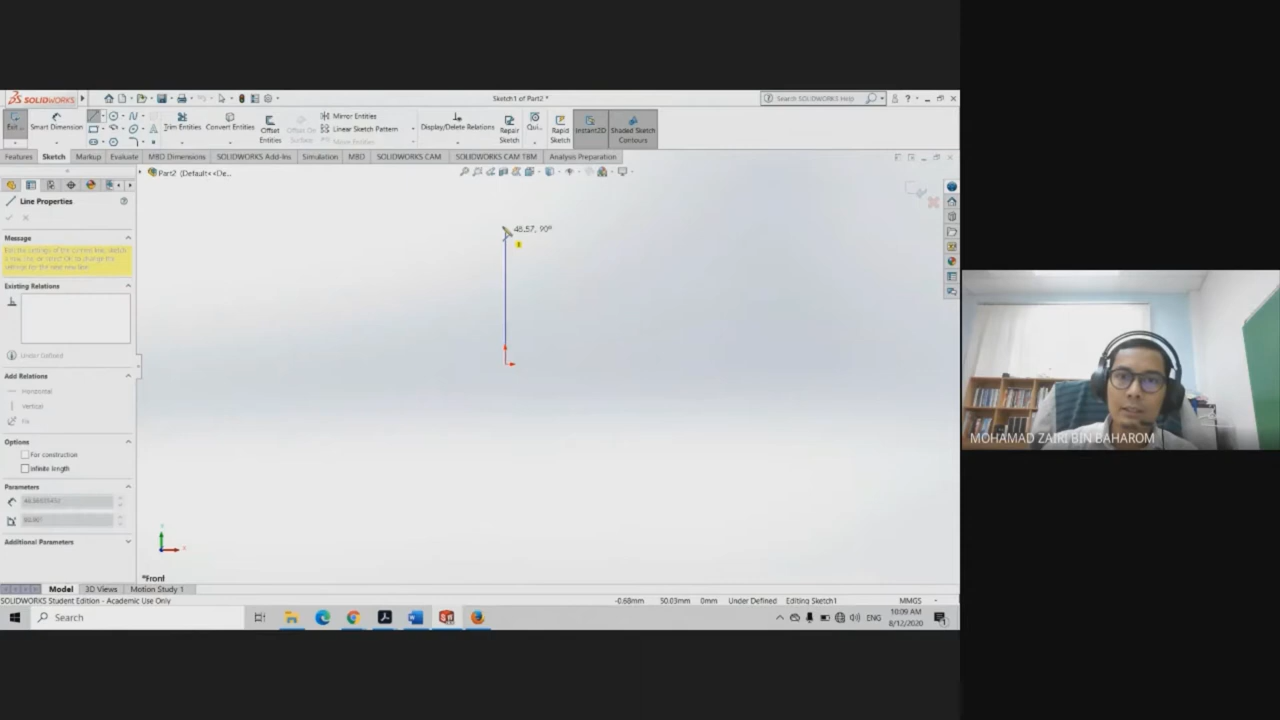 SOLIDWORKS
Sketch1 of Part2 *
Search SOLIDWORKS Help
Exit...
Smart Dimension
Trim Entities
Convert Entities
Offset Entities
Mirror Entities
Linear Sketch Pattern
Move Entities
Display/Delete Relations
Repair Sketch
Qui...
Rapid Sketch
Instant2D
Shaded Sketch Contours
Features
Sketch
Markup
Evaluate
MBD Dimensions
SOLIDWORKS Add-Ins
Simulation
MBD
SOLIDWORKS CAM
SOLIDWORKS CAM TBM
Analysis Preparation
Part2 (Default<<De...
Line Properties
Message
Existing Relations
Under Defined
Add Relations
Horizontal
Vertical
Fix
Options
For construction
Infinite length
Parameters
Additional Parameters
48.57, 90°
*Front
Model
3D Views
Motion Study 1
SOLIDWORKS Student Edition - Academic Use Only
-0.68mm
50.03mm
0mm
Under Defined
Editing Sketch1
MMGS
Search
ENG
10:09 AM
8/12/2020
MOHAMAD ZAIRI BIN BAHAROM